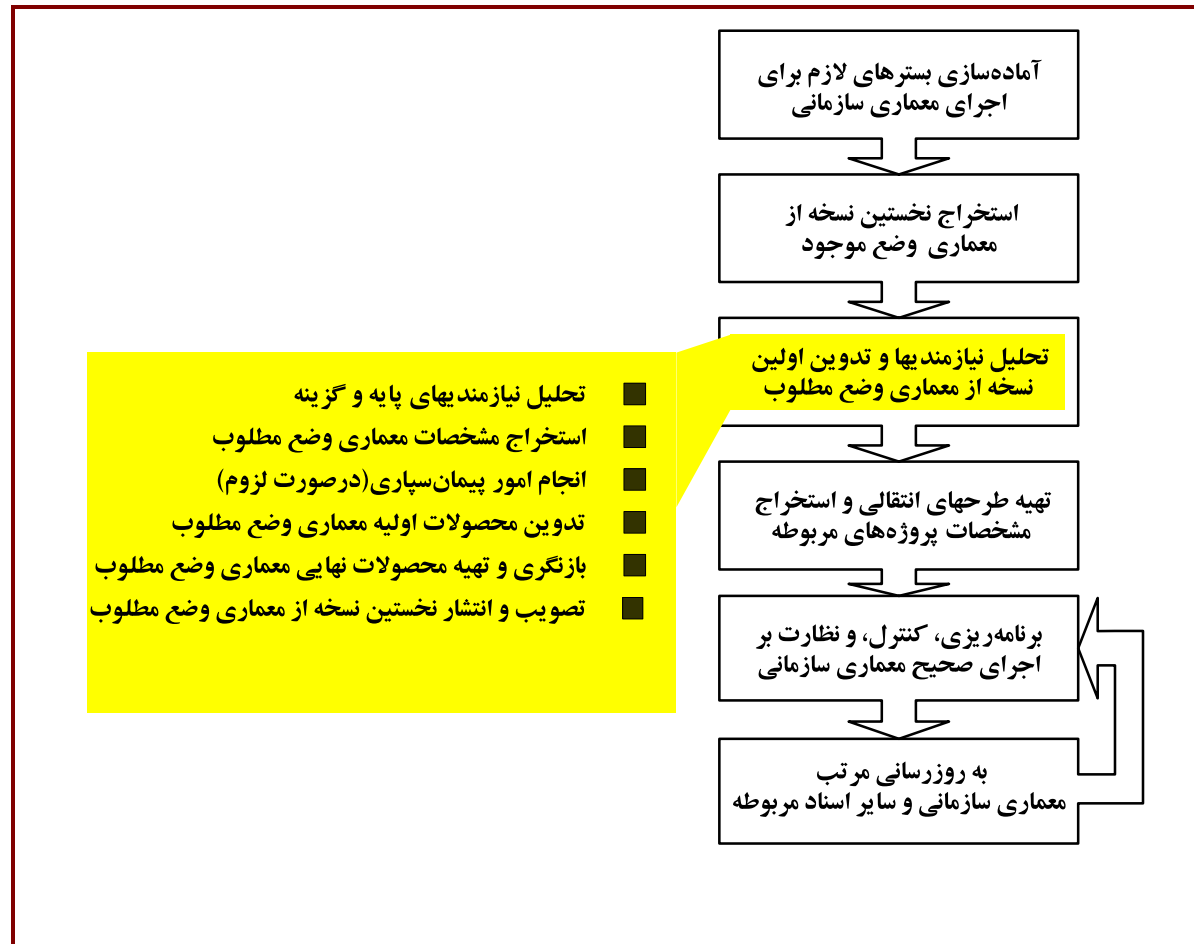 آماده‌سازی بسترهای لازم برای
اجرای معماری سازمانی
استخراج نخستین نسخه از
معماری وضع موجود
تحلیل نیازمندیها و تدوین اولین
نسخه از معماری وضع مطلوب
تحلیل نیازمندیهای پایه و گزینه
استخراج مشخصات معماری وضع مطلوب
انجام امور پیمان‌سپاری(درصورت لزوم)
تدوین محصولات اولیه معماری وضع مطلوب
بازنگری و تهیه محصولات نهایی معماری وضع مطلوب
تصویب و انتشار نخستین نسخه از معماری وضع مطلوب
تهیه طرحهای انتقالی و استخراج
مشخصات پروژه‌های مربوطه
برنامه‌ریزی، کنترل، و نظارت بر
اجرای صحیح معماری سازمانی
به روزرسانی مرتب
معماری سازمانی و سایر اسناد مربوطه